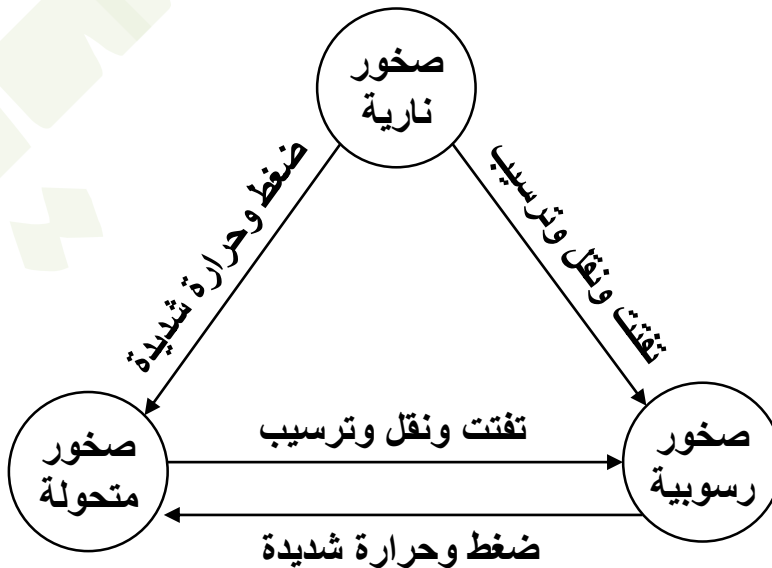 صخور
نارية
ضغط وحرارة شديدة
تفتت ونقل وترسيب
تفتت ونقل وترسيب
صخور
رسوبية
صخور
متحولة
ضغط وحرارة شديدة